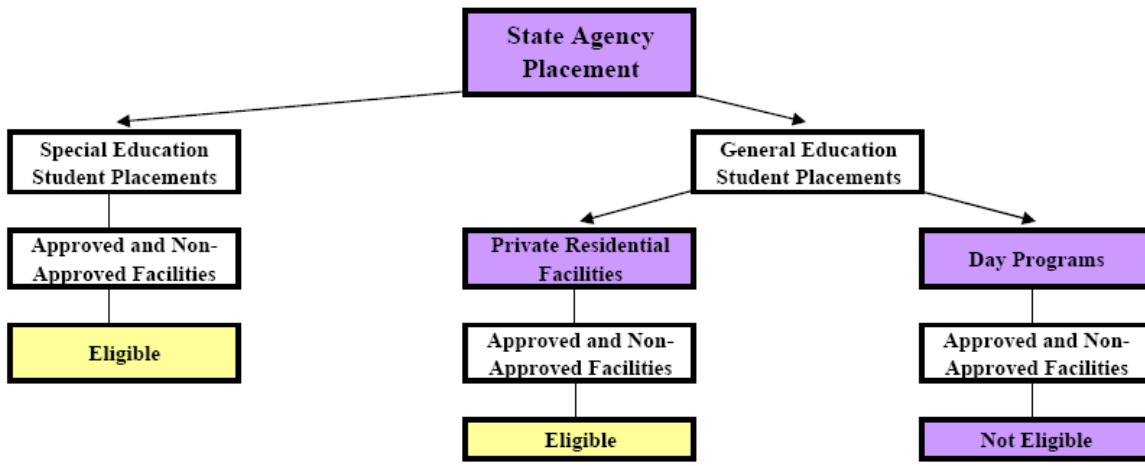 State Agency
Placement
Special Education
Student Placements
General Education
Student Placements
Approved and Non-
Approved Facilities
Private Residential
Facilities
Day Programs
Eligible
Approved and Non-
Approved Facilities
Approved and Non-
Approved Facilities
Eligible
Not Eligible